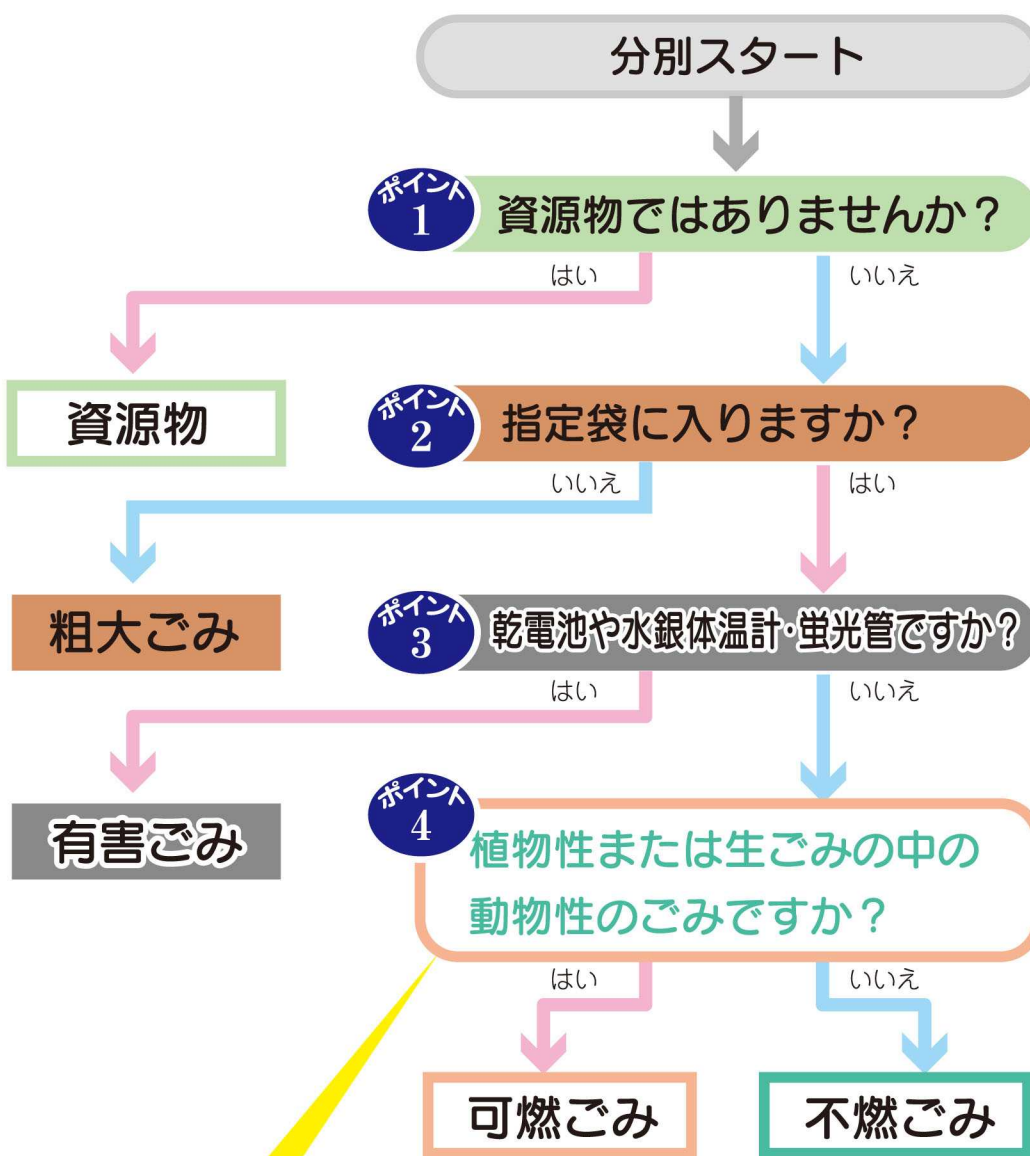 分別スタート
ポイント
1
資源物ではありませんか？
はい
いいえ
資源物
ポイント
2
指定袋に入りますか？
いいえ
はい
粗大ごみ
ポイント
3
乾電池や水銀体温計・蛍光管ですか？
はい
いいえ
有害ごみ
ポイント
4
植物性または生ごみの中の
動物性のごみですか？
はい
いいえ
可燃ごみ
不燃ごみ